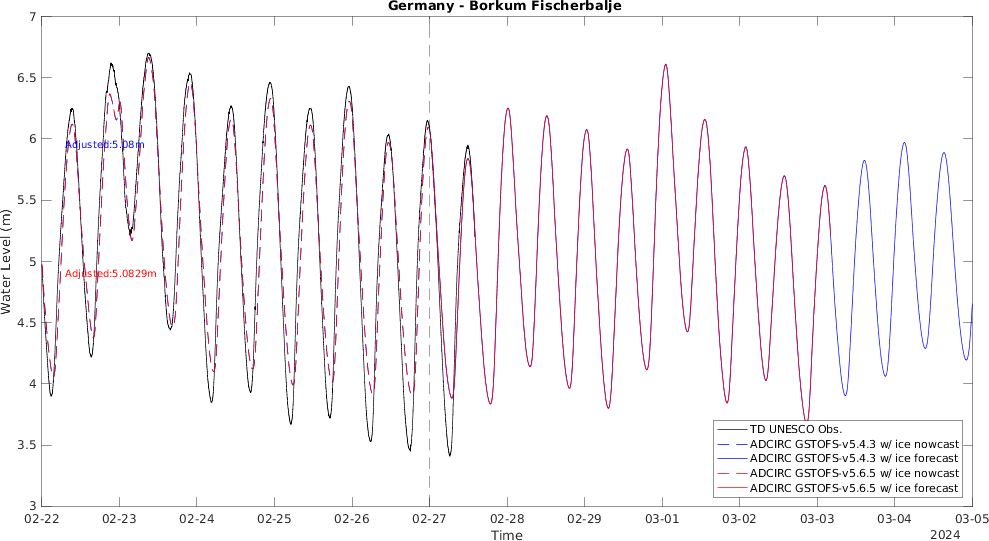 Germany - Borkum Fischerbalje
7
6.5
6
5.5
5
4.5
4
3.5
3
Water Level (m)
Adjusted:5.08m
Adjusted:5.0829m
TD UNESCO Obs.
ADCIRC GSTOFS-v5.4.3 w/ ice nowcast
ADCIRC GSTOFS-v5.4.3 w/ ice forecast
ADCIRC GSTOFS-v5.6.5 w/ ice nowcast
ADCIRC GSTOFS-v5.6.5 w/ ice forecast
02-22 02-23 02-24 02-25 02-26 02-27 02-28 02-29 03-01 03-02 03-03 03-04 03-05
Time
2024